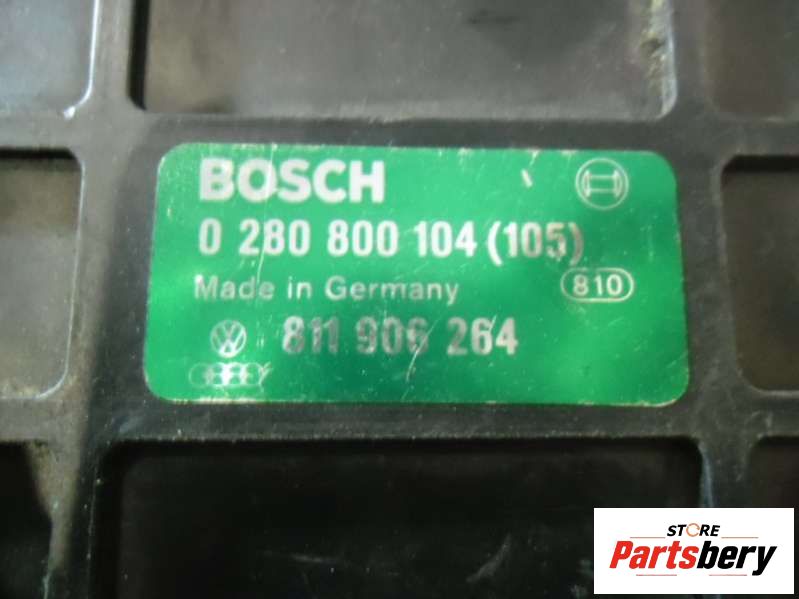 BOSCH
0 280 800 104 (105)
Made in Germany 810
811 906 264
STORE
Partsbery